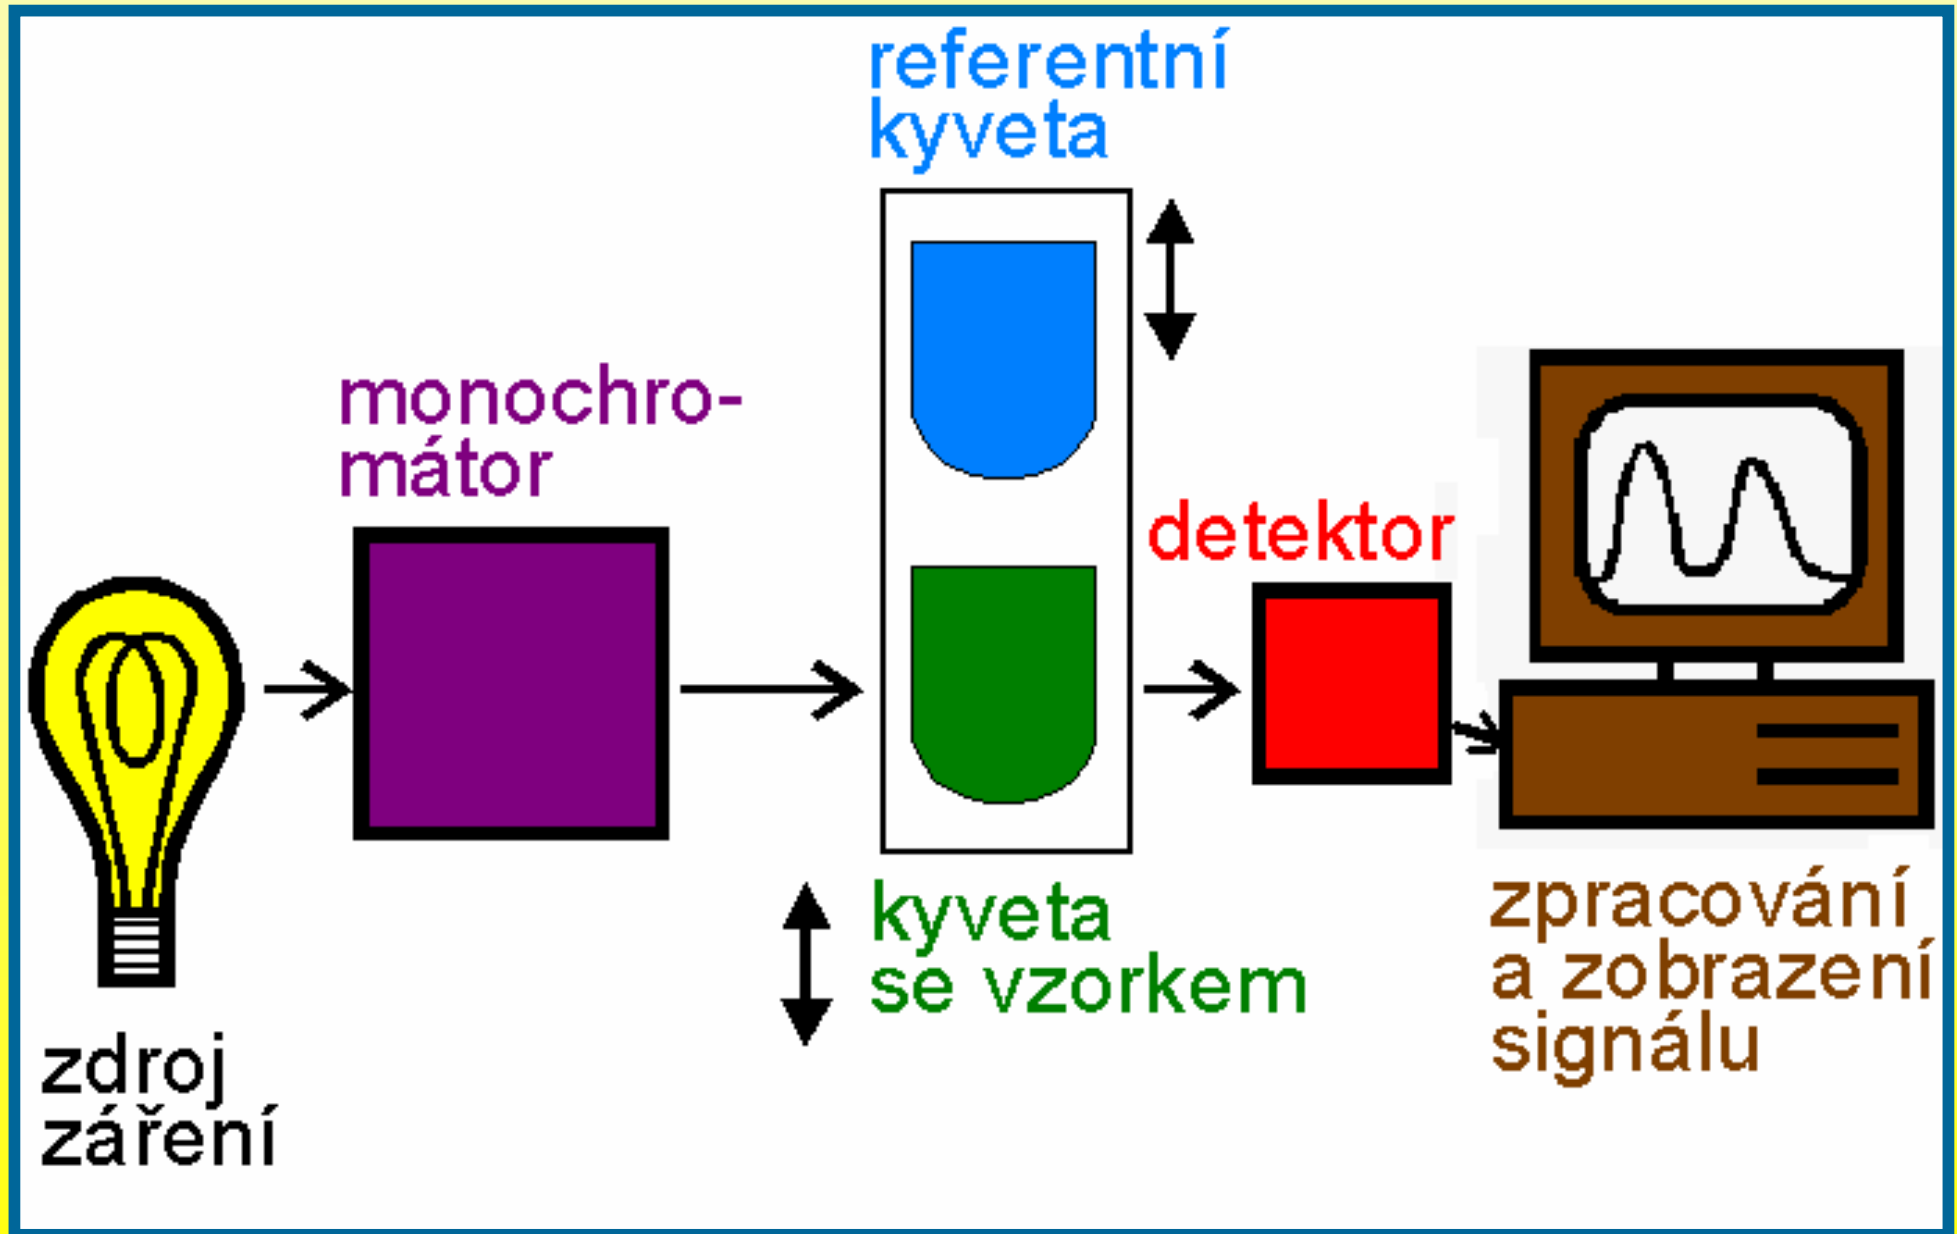 referentní
kyveta
monochro-
mátor
detektor
kyveta
se vzorkem
zpracování
a zobrazení
signálu
zdroj
záření